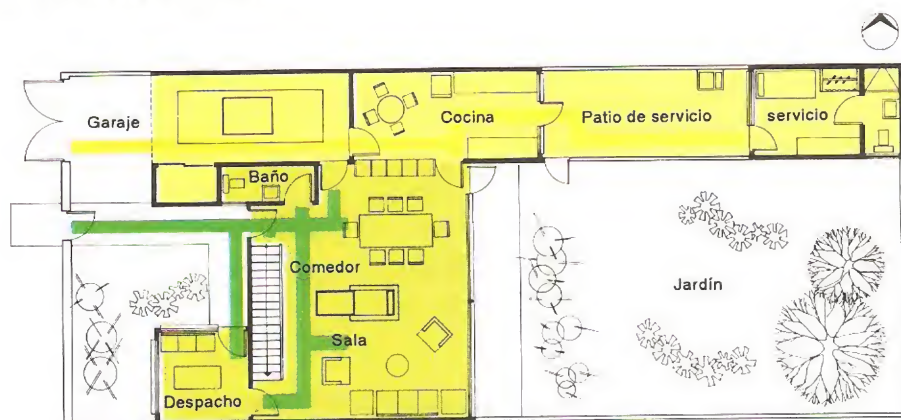 Garaje
Cocina
Patio de servicio
servicio
Baño
Comedor
Jardín
Sala
Despacho